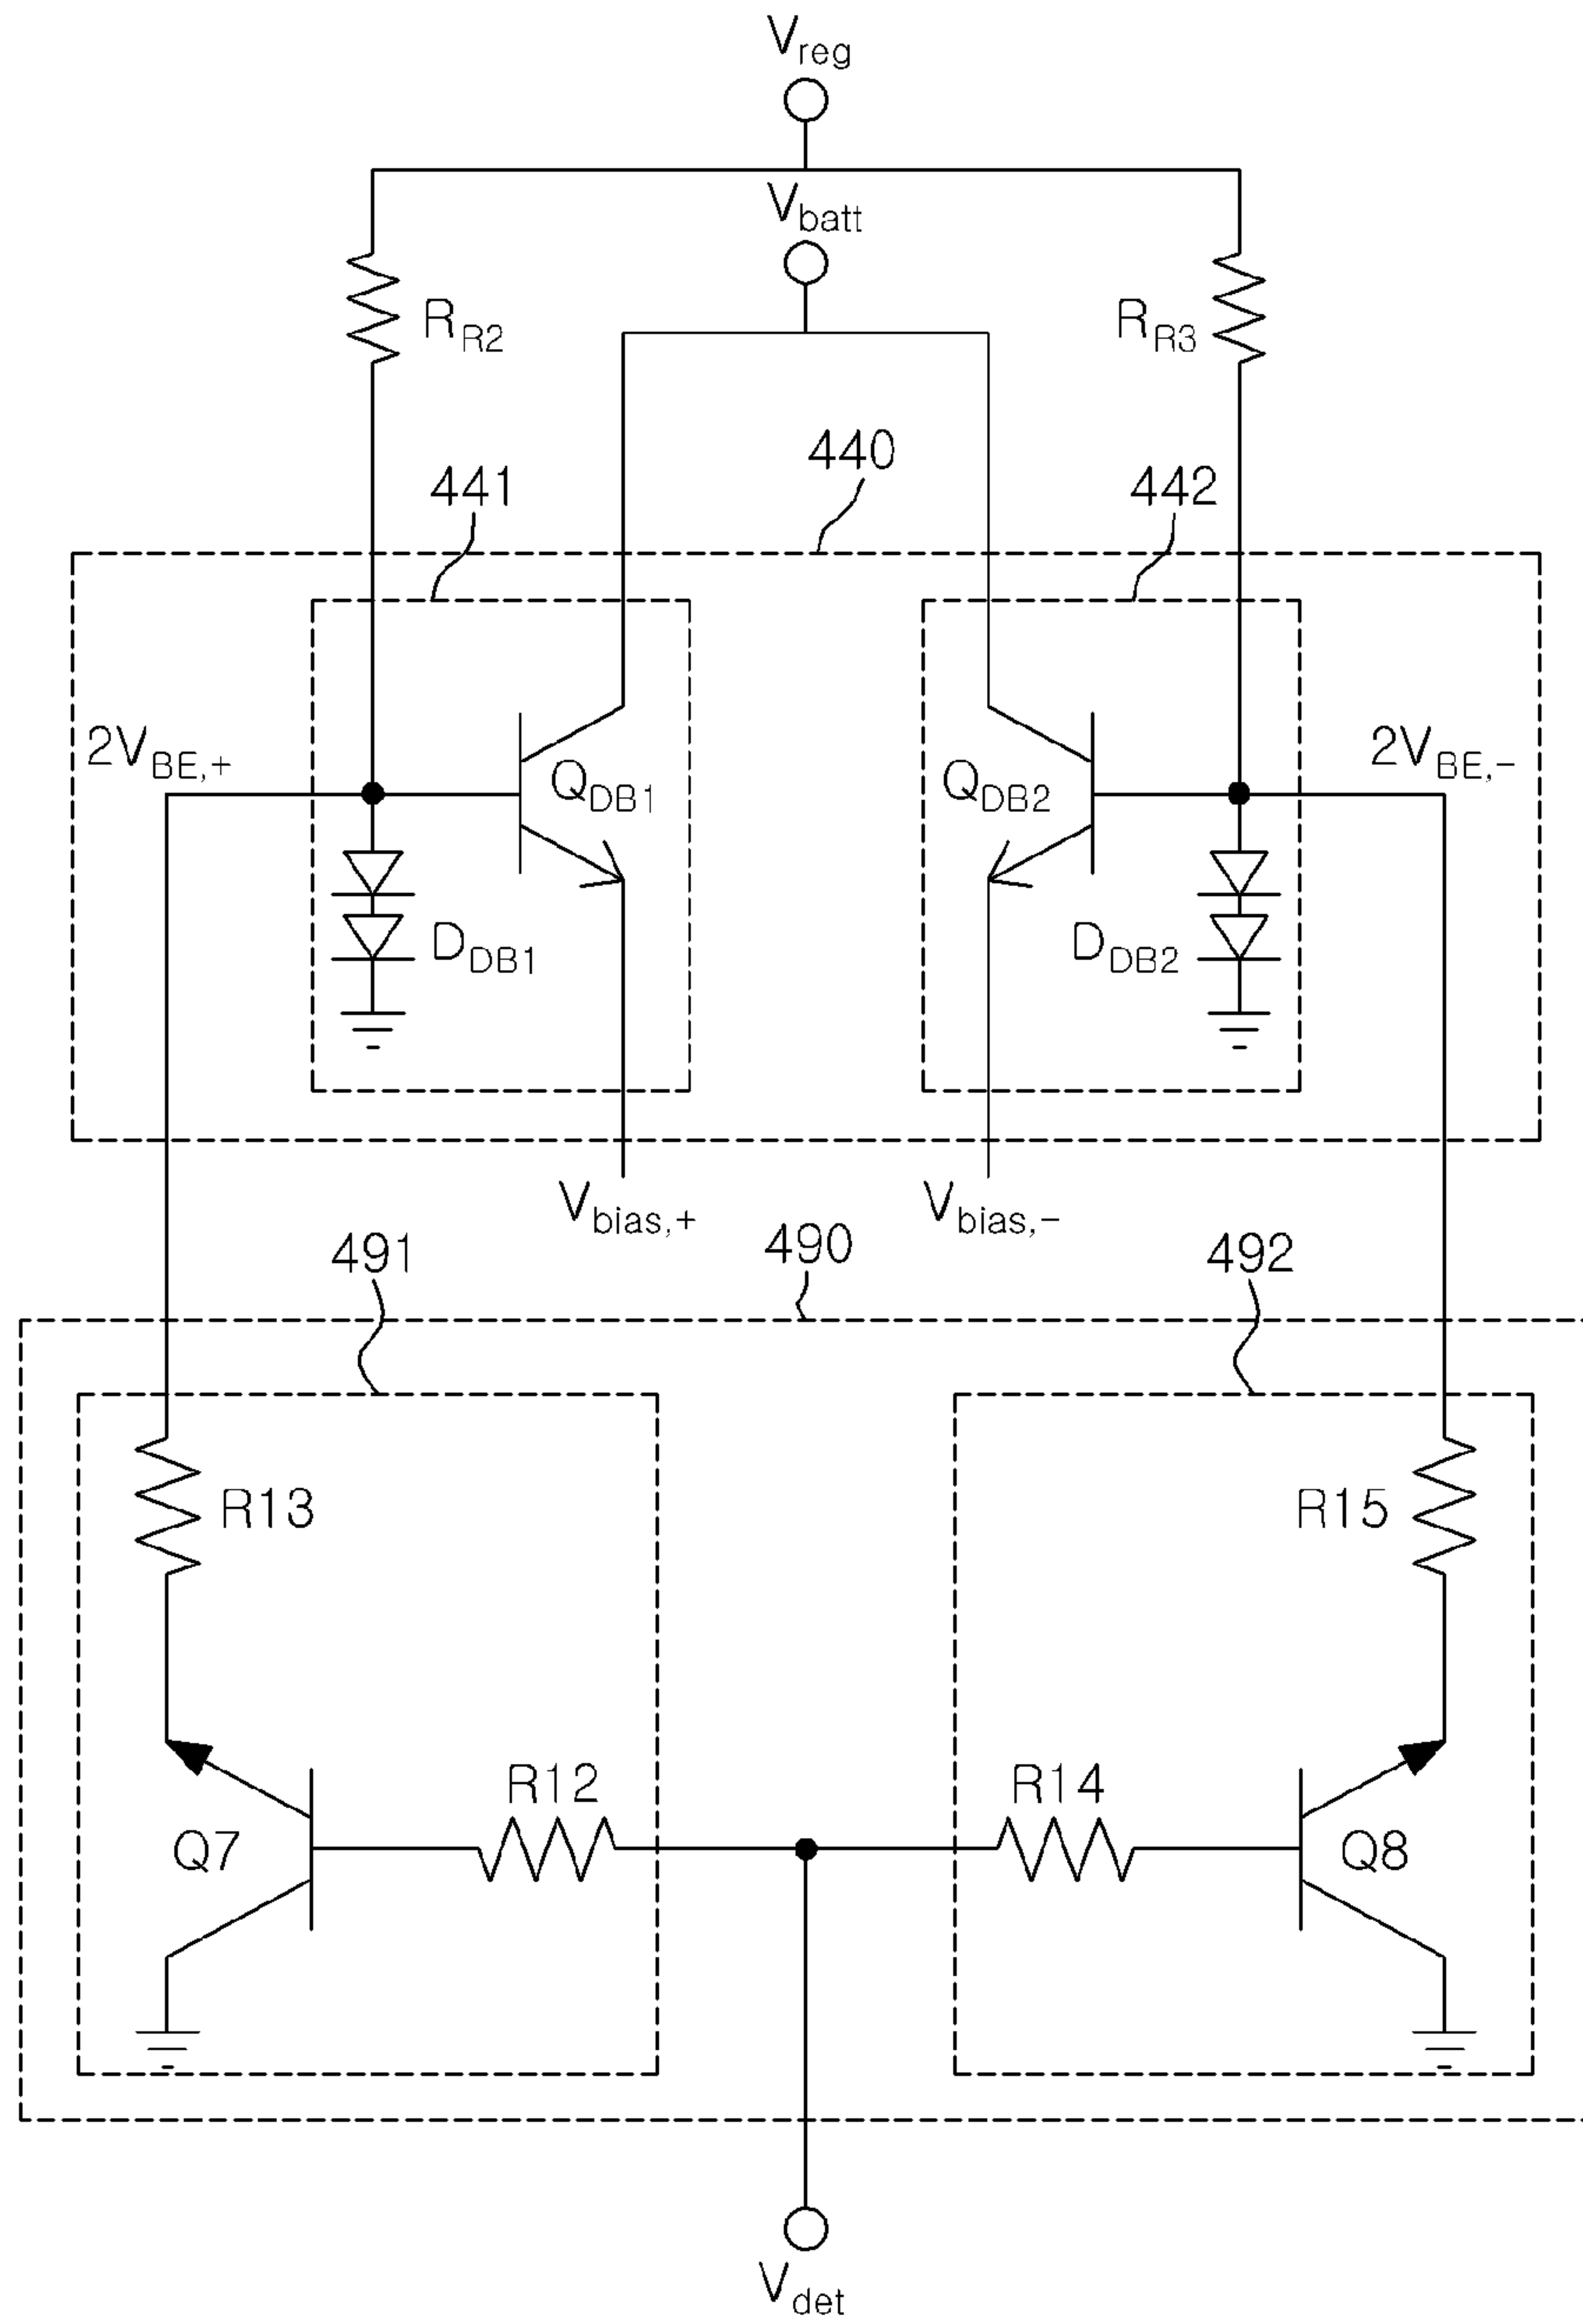 Vreg
Vbatt
RR2
RR3
440
441
442
2VBE,+
QDB1
QDB2
2VBE,-
DDB1
DDB2
Vbias,+
Vbias,-
491
490
492
R13
R15
R12
R14
Q7
Q8
Vdet